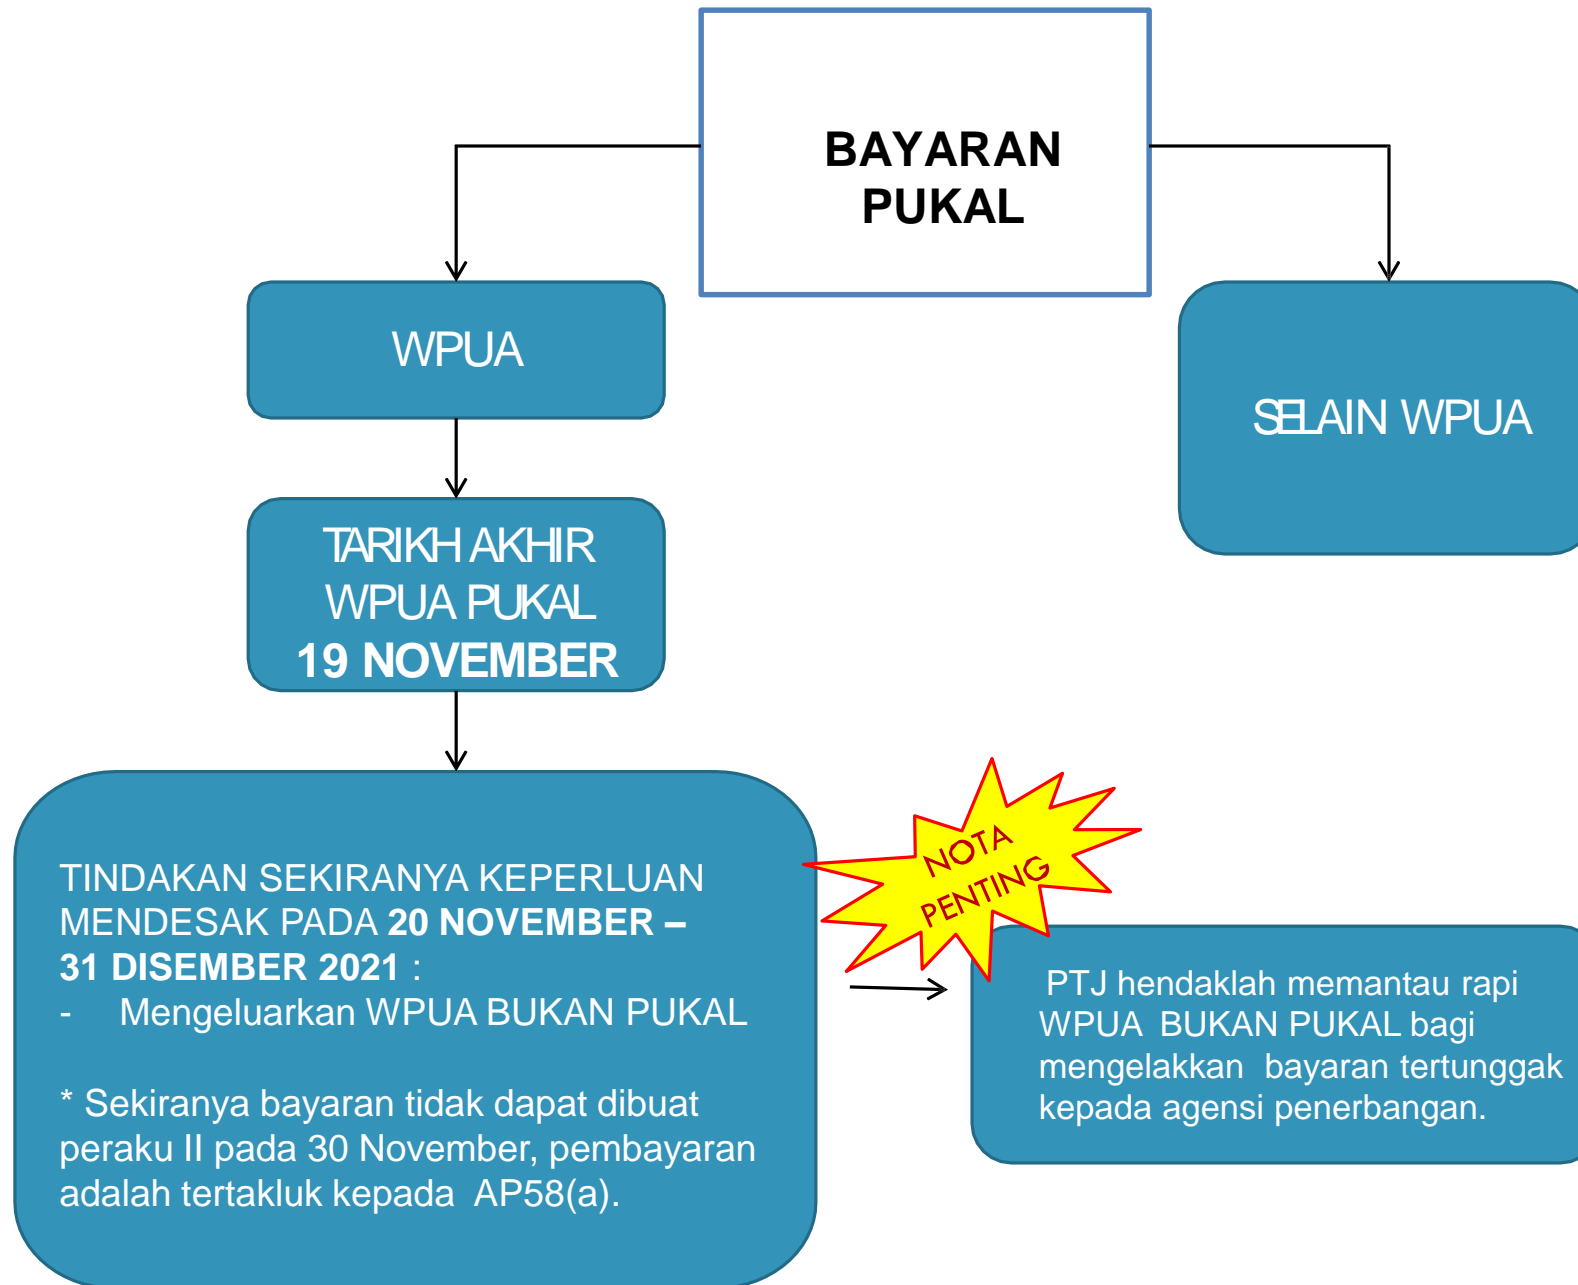 BAYARAN
PUKAL
WPUA
SELAIN WPUA
TARIKH AKHIR
WPUA PUKAL
19 NOVEMBER
TINDAKAN SEKIRANYA KEPERLUAN
MENDESAK PADA 20 NOVEMBER –
31 DISEMBER 2021 :
- Mengeluarkan WPUA BUKAN PUKAL
* Sekiranya bayaran tidak dapat dibuat
peraku II pada 30 November, pembayaran
adalah tertakluk kepada AP58(a).
NOTA
PENTING
PTJ hendaklah memantau rapi
WPUA BUKAN PUKAL bagi
mengelakkan bayaran tertunggak
kepada agensi penerbangan.